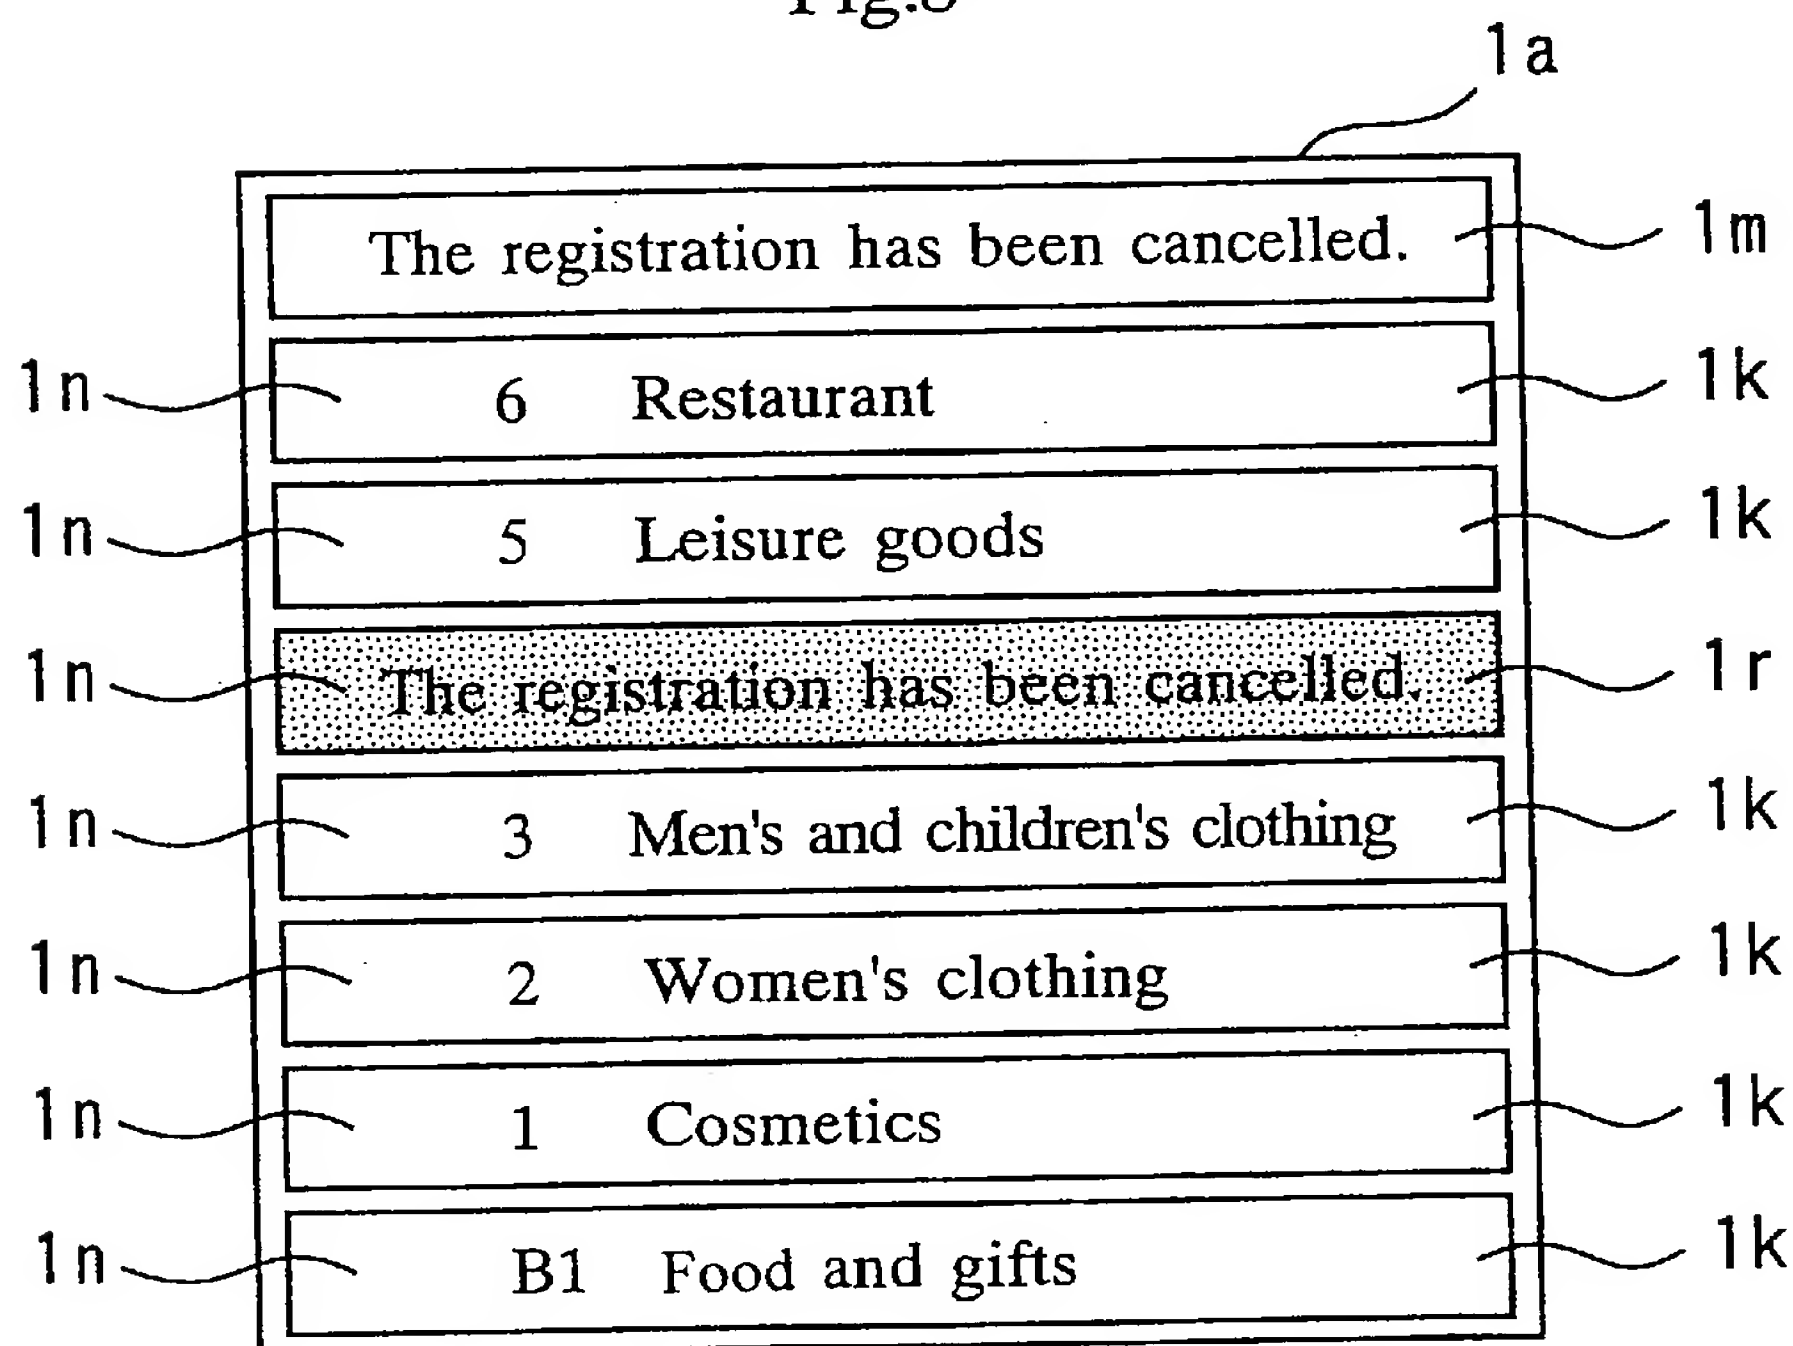 1a
The registration has been cancelled. 1m
1n 6 Restaurant 1k
1n 5 Leisure goods 1k
1n The registration has been cancelled. 1r
1n 3 Men's and children's clothing 1k
1n 2 Women's clothing 1k
1n 1 Cosmetics 1k
1n B1 Food and gifts 1k